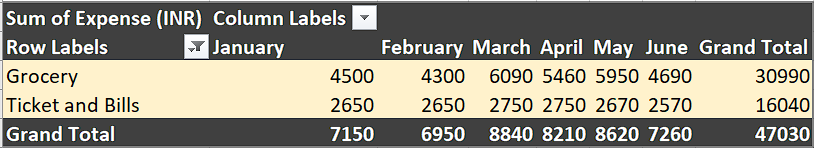 Sum of Expense (INR) Column Labels
Row Labels January February March April May June Grand Total
Grocery 4500 4300 6090 5460 5950 4690 30990
Ticket and Bills 2650 2650 2750 2750 2670 2570 16040
Grand Total 7150 6950 8840 8210 8620 7260 47030